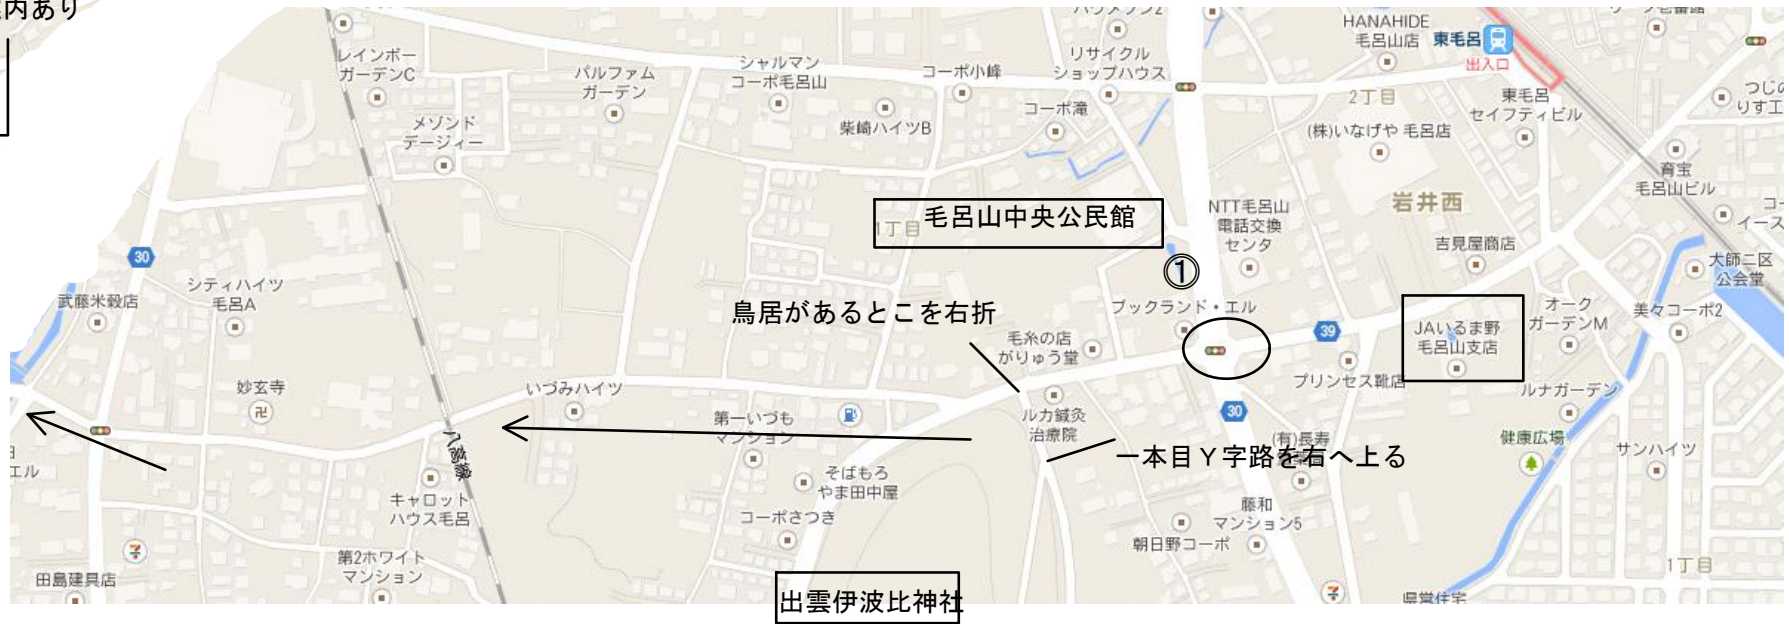 内あり
レインボー
ガーデンC
パルファム
ガーデン
シャルマン
コーポ毛呂山
コーポ小峰
リサイクル
ショップハウス
HANAHIDE
毛呂山店
東毛呂
出入口
メゾンド
デージィー
柴崎ハイツB
コーポ滝
2丁目
(株)いなげや 毛呂店
東毛呂
セイフティビル
育宝
毛呂山ビル
岩井西
1丁目
毛呂山中央公民館
NTT毛呂山
電話交換
センタ
吉見屋商店
大師二区
公会堂
30
シティハイツ
毛呂A
武藤米穀店
①
鳥居があるとこを右折
ブックランド・エル
毛糸の店
がりゅう堂
39
JAいるま野
毛呂山支店
オーク
ガーデンM
美々コーポ2
プリンセス靴店
ルナガーデン
妙玄寺
いづみハイツ
第一いづも
マンション
ルカ鍼灸
治療院
30
(有)長寿
一本目Y字路を右へ上る
健康広場
サンハイツ
八高線
エル
キャロット
ハウス毛呂
そばもろ
やま田中屋
コーポさつき
藤和
マンション5
朝日野コーポ
第2ホワイト
マンション
田島建具店
1丁目
県営住宅
出雲伊波比神社